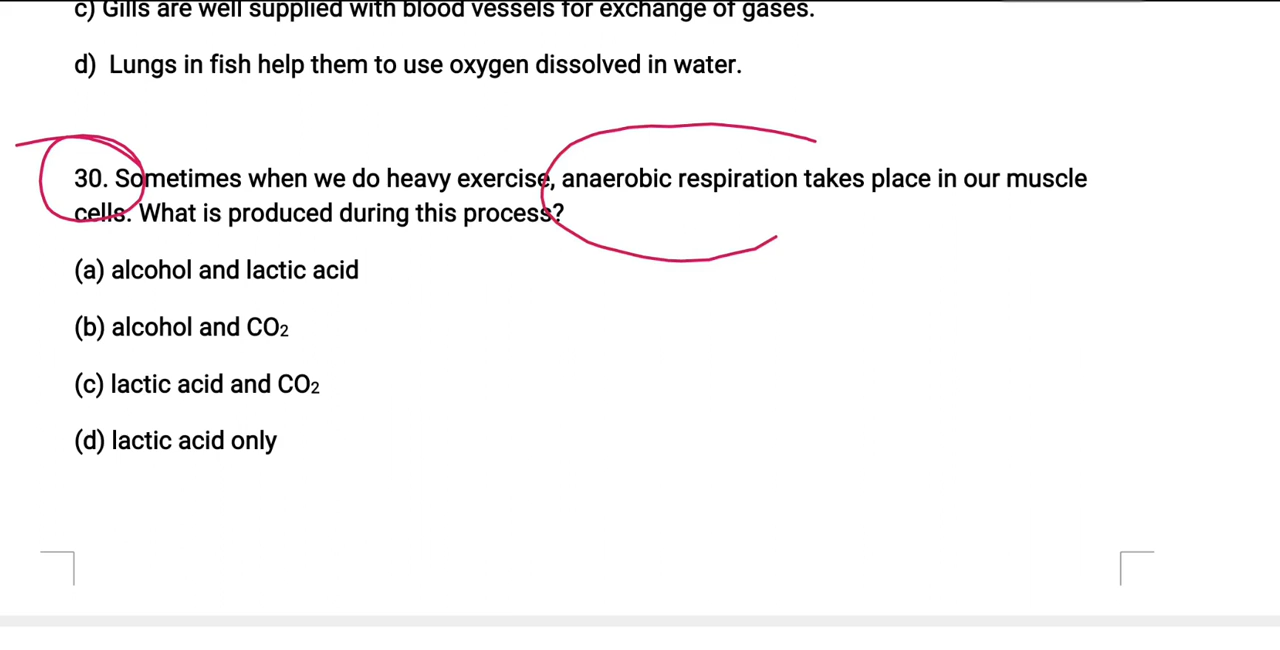 c) Gills are well supplied with blood vessels for exchange of gases.
d) Lungs in fish help them to use oxygen dissolved in water.
30. Sometimes when we do heavy exercise, anaerobic respiration takes place in our muscle
cells. What is produced during this process?
(a) alcohol and lactic acid
(b) alcohol and CO₂
(c) lactic acid and CO₂
(d) lactic acid only